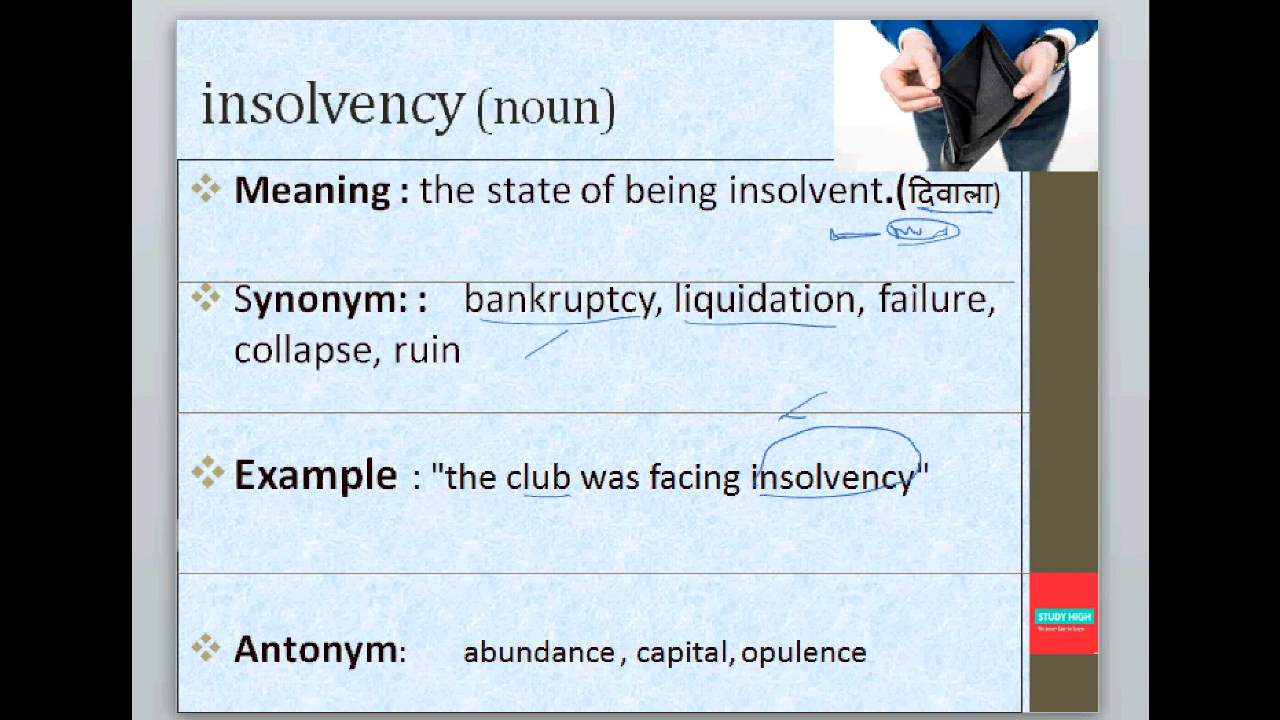 insolvency (noun)
Meaning : the state of being insolvent.(दिवाला)
Synonym: : bankruptcy, liquidation, failure,
collapse, ruin
Example : "the club was facing insolvency"
STUDY HIGH
Antonym: abundance , capital, opulence